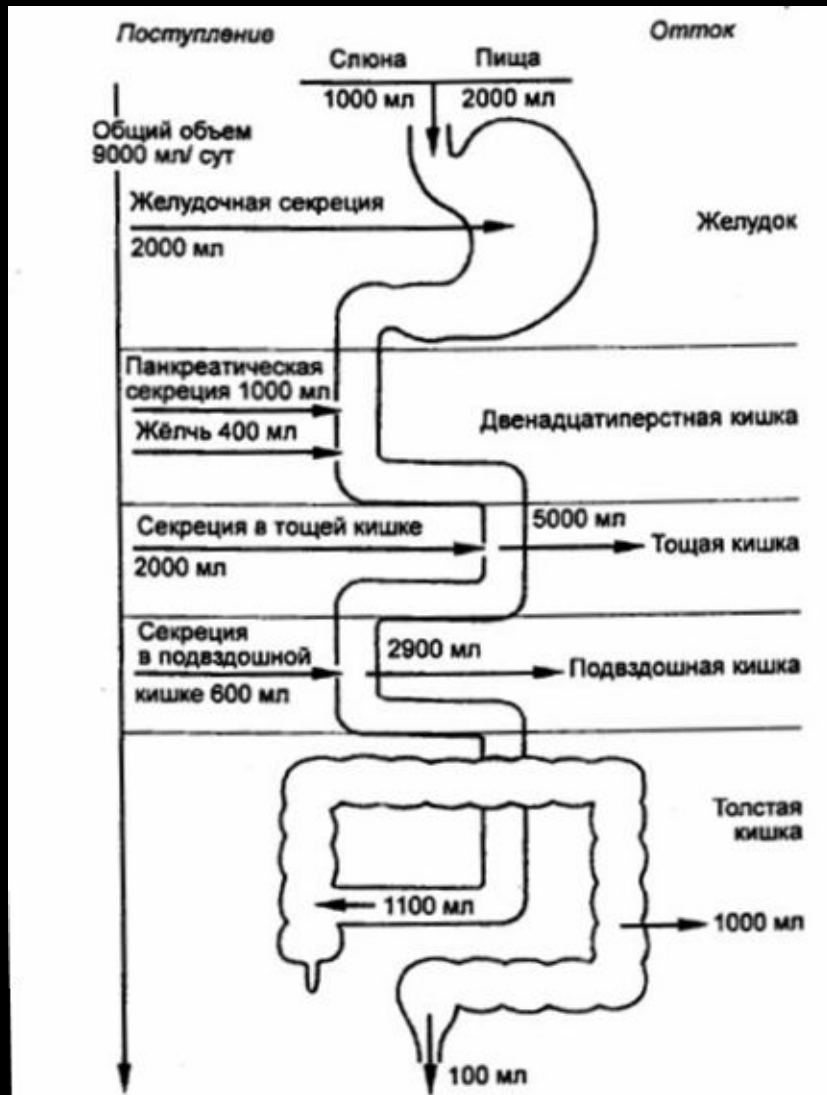 Поступление
Отток
Слюна
Пища
1000 мл
2000 мл
Общий объем
9000 мл/ сут
Желудочная секреция
2000 мл
Желудок
Панкреатическая
секреция 1000 мл
Жёлчь 400 мл
Двенадцатиперстная кишка
Секреция в тощей кишке
2000 мл
5000 мл
Тощая кишка
Секреция
в подвздошной
кишке 600 мл
2900 мл
Подвздошная кишка
Толстая
кишка
1100 мл
1000 мл
100 мл